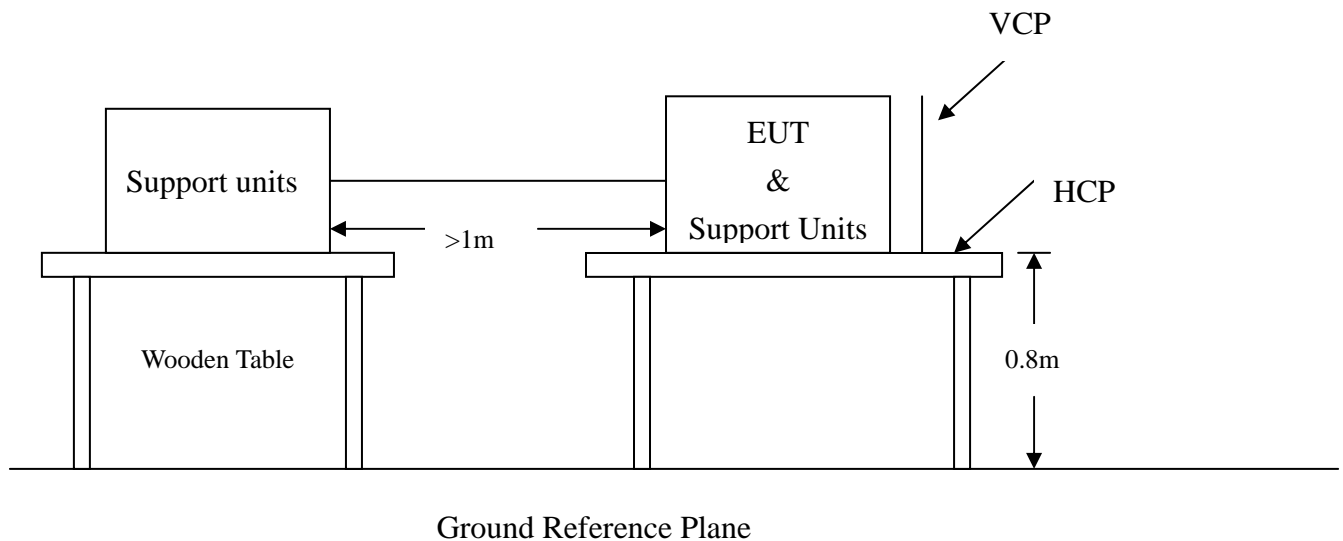 VCP
EUT
&
Support Units
Support units
HCP
>1m
Wooden Table
0.8m
Ground Reference Plane